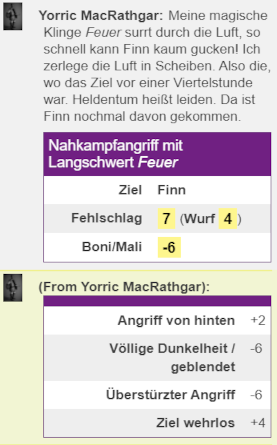 Yorric MacRathgar: Meine magische
Klinge Feuer surrt durch die Luft, so
schnell kann Finn kaum gucken! Ich
zerlege die Luft in Scheiben. Also die,
wo das Ziel vor einer Viertelstunde
war. Heldentum heißt leiden. Da ist
Finn nochmal davon gekommen.
Nahkampfangriff mit
Langschwert Feuer
Ziel Finn
Fehlschlag 7 (Wurf 4)
Boni/Mali -6
(From Yorric MacRathgar):
Angriff von hinten +2
Völlige Dunkelheit / -6
geblendet
Überstürzter Angriff -6
Ziel wehrlos +4